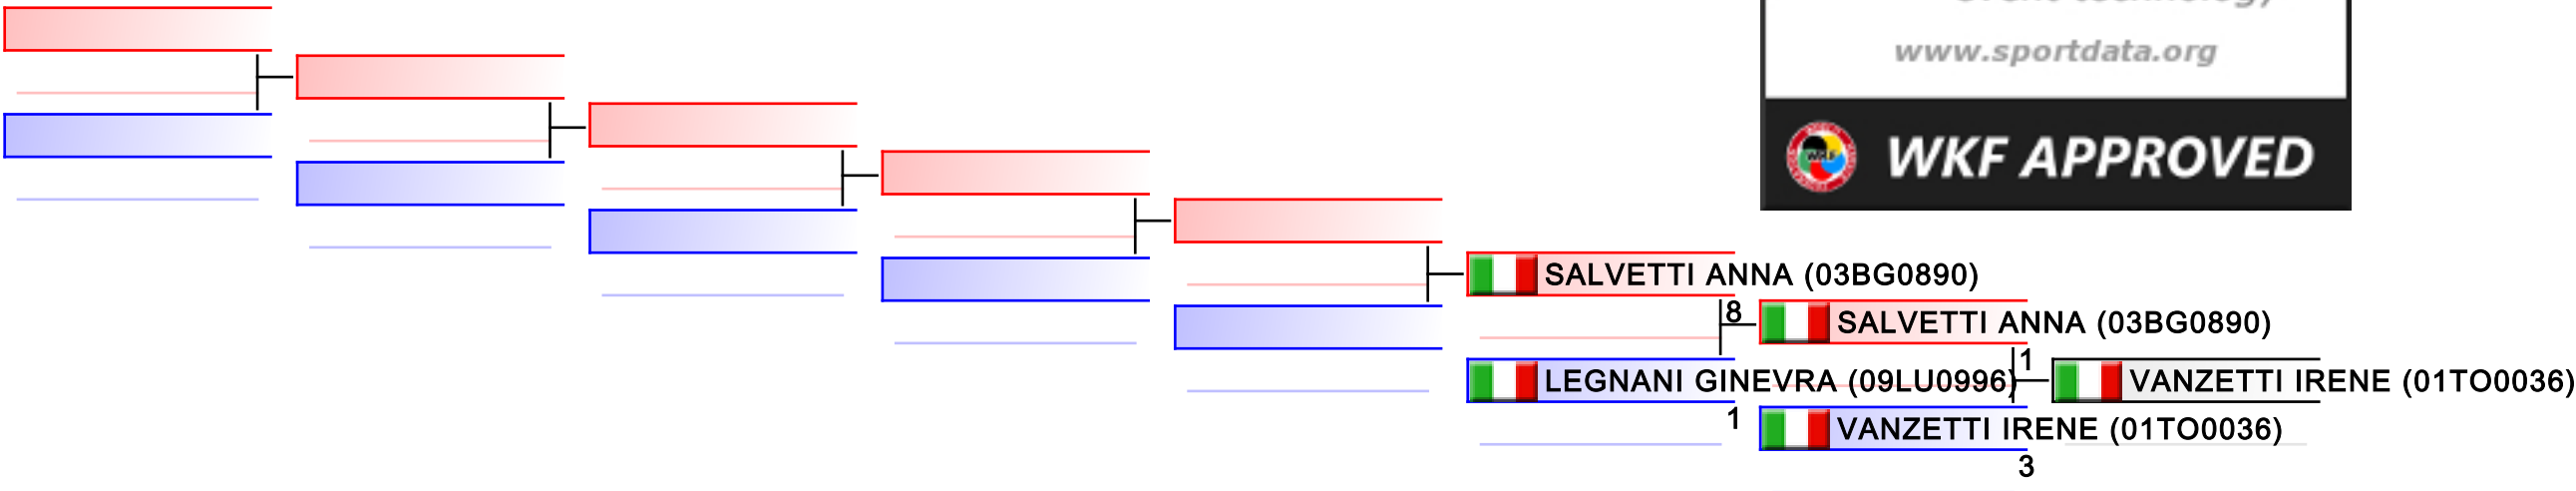 www.sportdata.org
WKF APPROVED
SALVETTI ANNA (03BG0890)
8
SALVETTI ANNA (03BG0890)
1
LEGNANI GINEVRA (09LU0996)
VANZETTI IRENE (01TO0036)
1
VANZETTI IRENE (01TO0036)
3